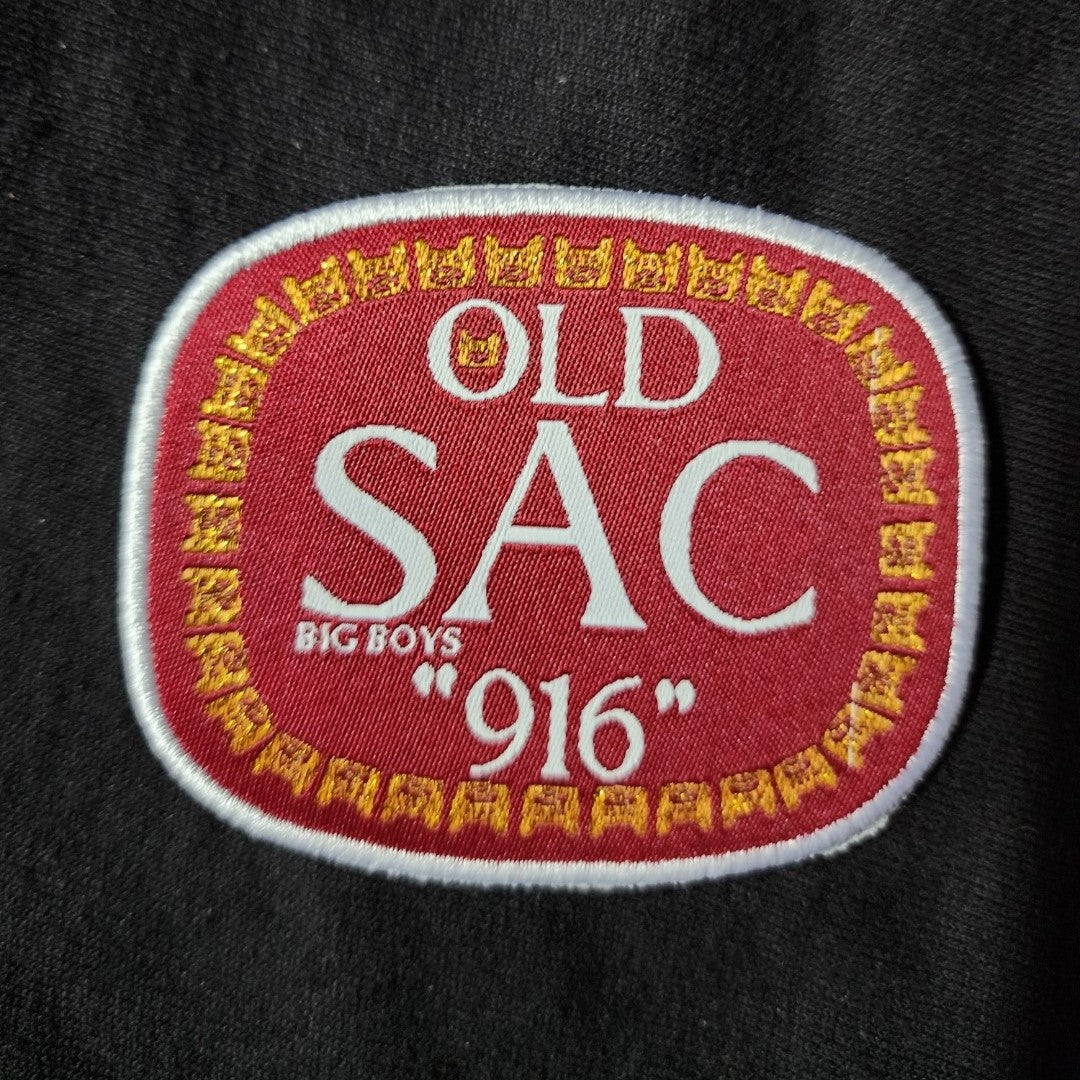 OLD
SAC
BIG BOYS
"916"